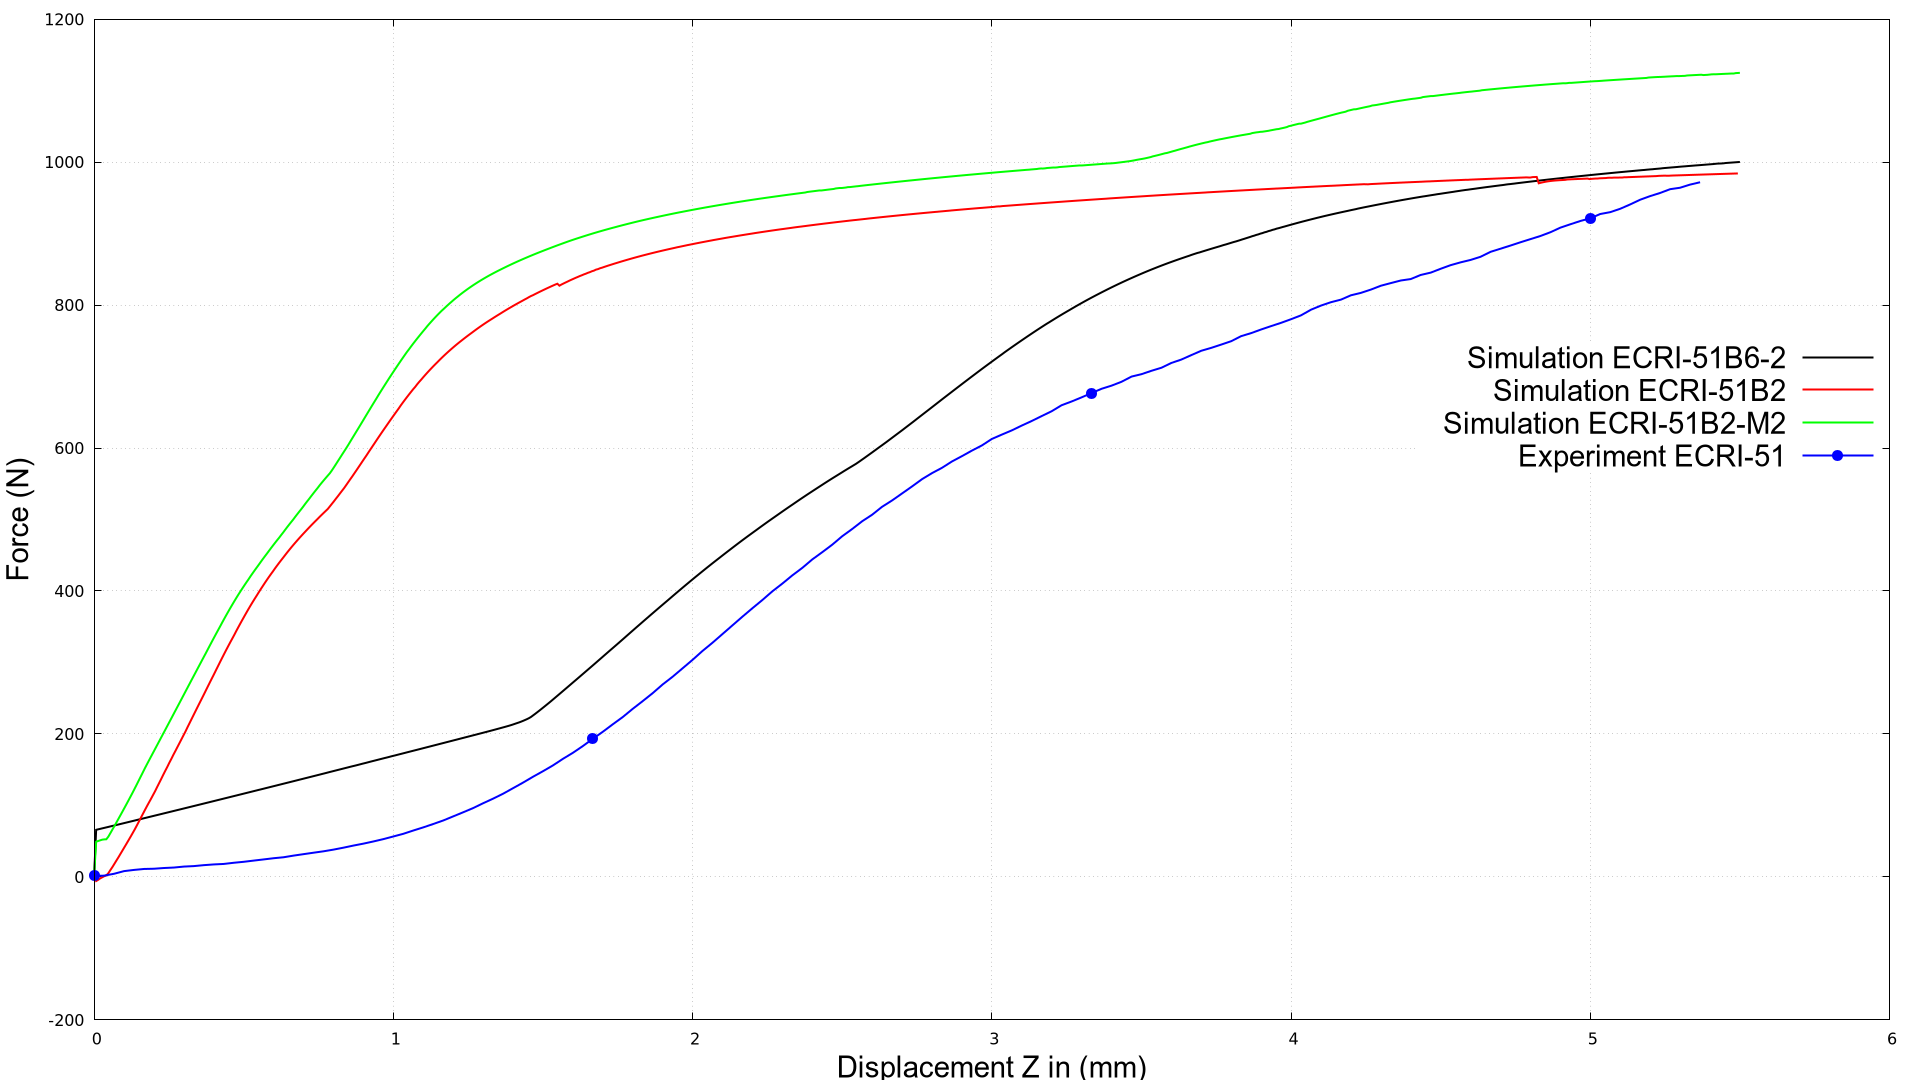 1200
1000
800
600
400
200
0
-200
0 1 2 3 4 5 6
Force (N)
Displacement Z in (mm)
Simulation ECRI-51B6-2
Simulation ECRI-51B2
Simulation ECRI-51B2-M2
Experiment ECRI-51